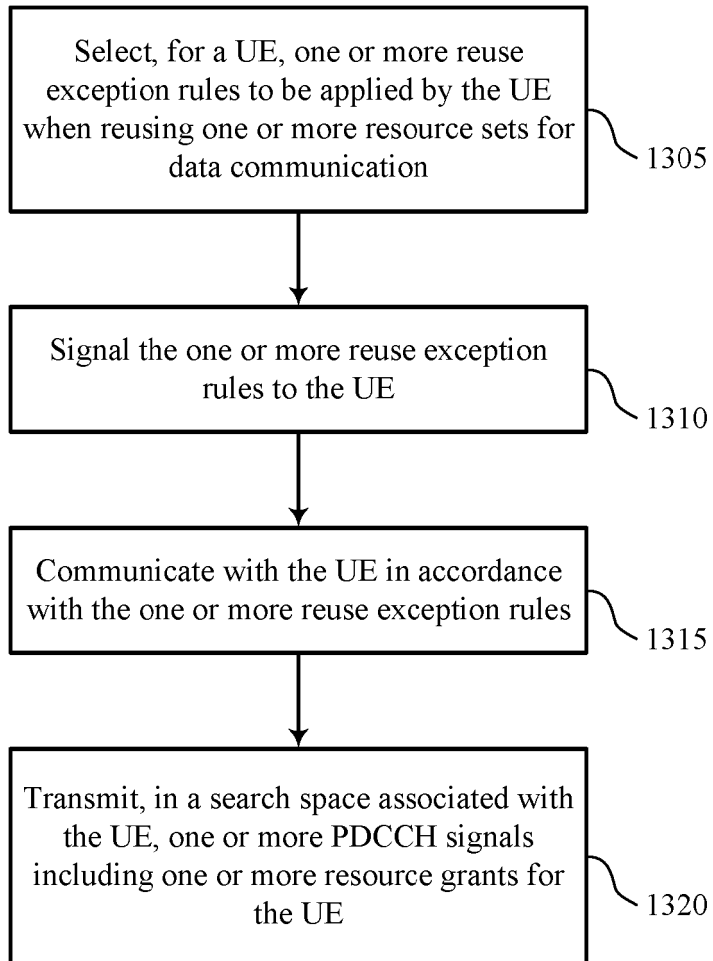 Select, for a UE, one or more reuse
exception rules to be applied by the UE
when reusing one or more resource sets for
data communication
1305
Signal the one or more reuse exception
rules to the UE
1310
Communicate with the UE in accordance
with the one or more reuse exception rules
1315
Transmit, in a search space associated with
the UE, one or more PDCCH signals
including one or more resource grants for
the UE
1320